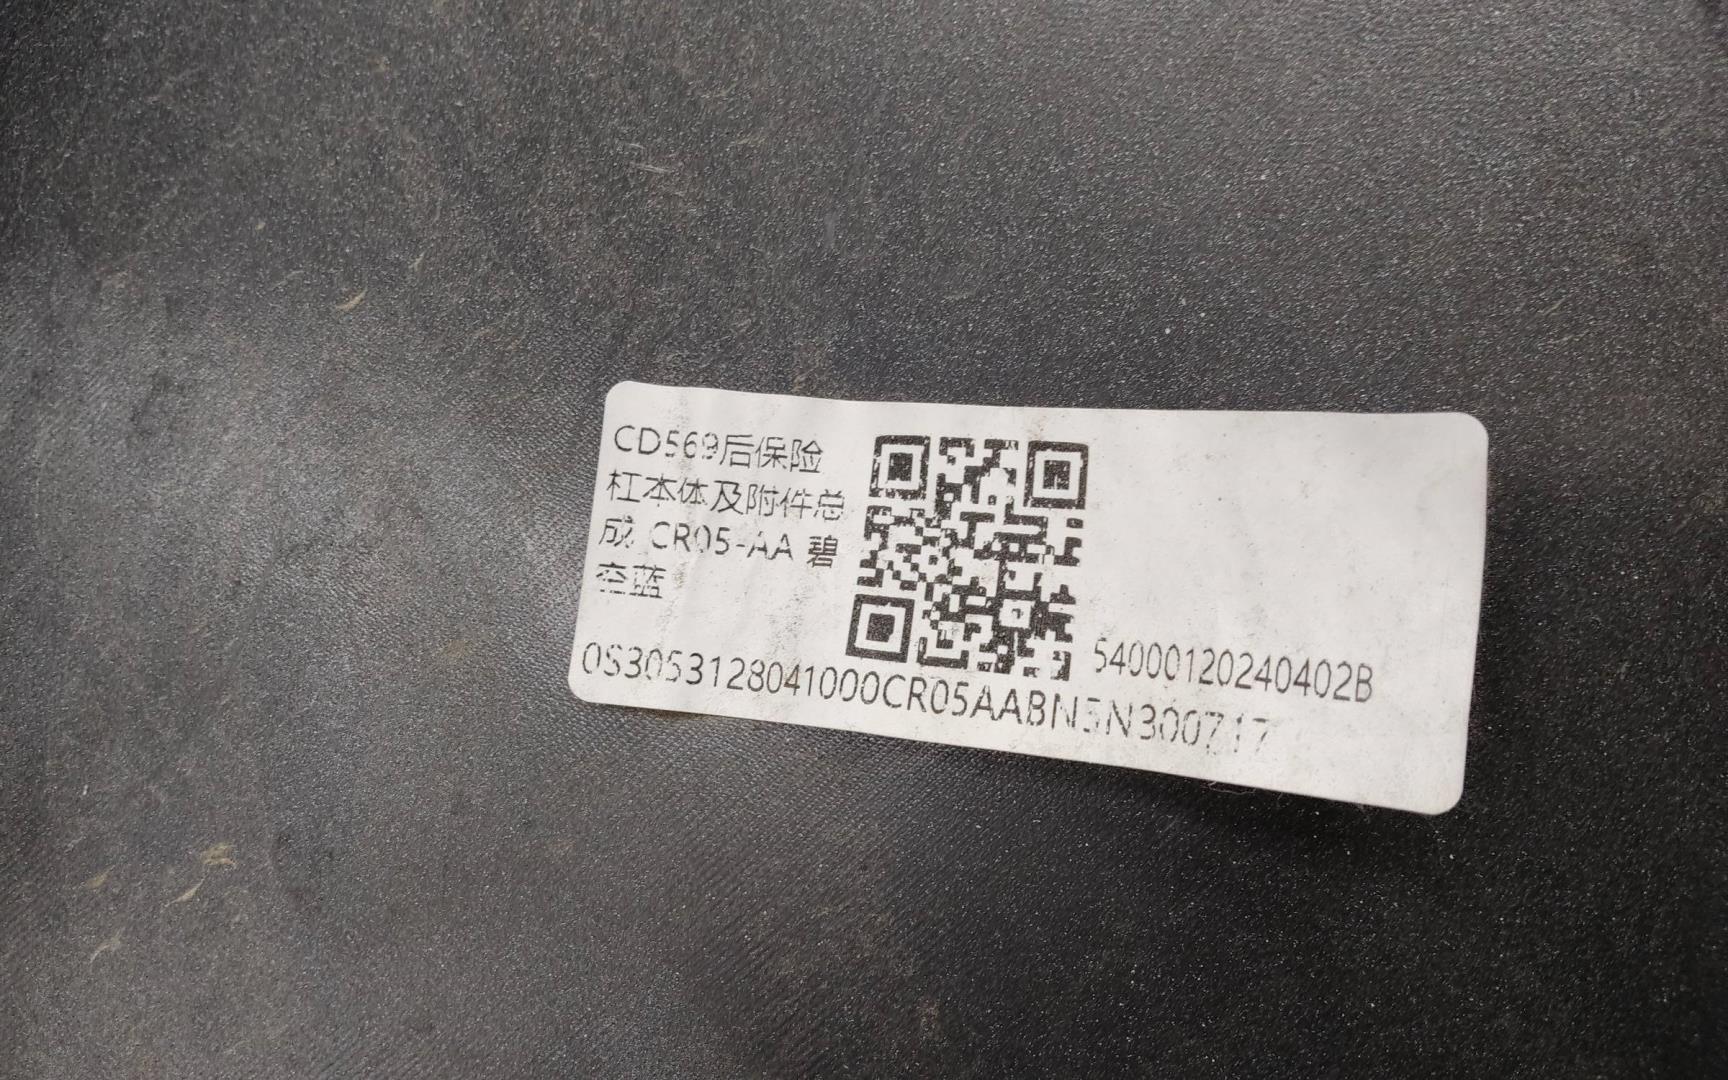 CD569后保险
杠本体及附件总
成 CR05-AA 碧
空蓝
54000120240402B
0S3053128041000CR05AABN5N300717